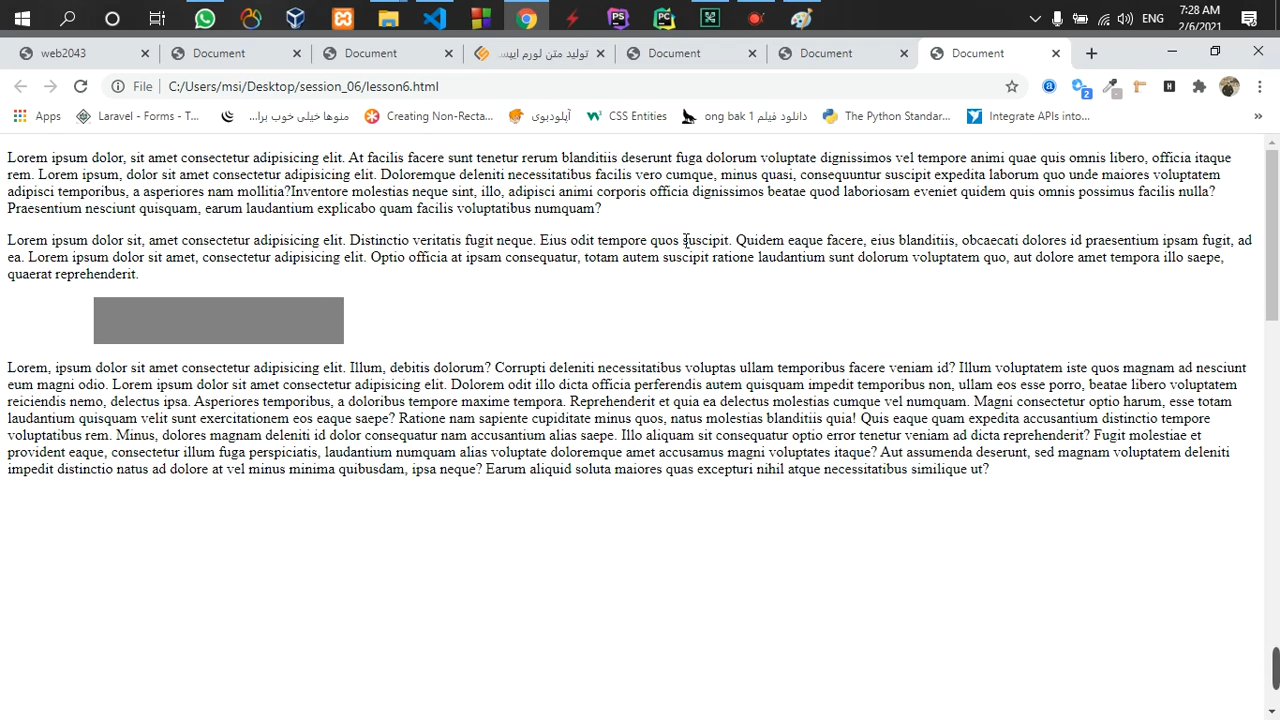 7:28 AM
ENG
2/6/2021
web2043
Document
Document
تولید متن لورم ایپس
Document
Document
Document
File
C:/Users/msi/Desktop/session_06/lesson6.html
2
Apps
Laravel - Forms - T...
منوها خیلی خوب یرا...
Creating Non-Recta...
آپلودیوی
CSS Entities
دانلود فیلم ong bak 1
The Python Standar...
Integrate APIs into...
Lorem ipsum dolor, sit amet consectetur adipisicing elit. At facilis facere sunt tenetur rerum blanditiis deserunt fuga dolorum voluptate dignissimos vel tempore animi quae quis omnis libero, officia itaque
rem. Lorem ipsum, dolor sit amet consectetur adipisicing elit. Doloremque deleniti necessitatibus facilis vero cumque, minus quasi, consequuntur suscipit expedita laborum quo unde maiores voluptatem
adipisci temporibus, a asperiores nam mollitia?Inventore molestias neque sint, illo, adipisci animi corporis officia dignissimos beatae quod laboriosam eveniet quidem quis omnis possimus facilis nulla?
Praesentium nesciunt quisquam, earum laudantium explicabo quam facilis voluptatibus numquam?
Lorem ipsum dolor sit, amet consectetur adipisicing elit. Distinctio veritatis fugit neque. Eius odit tempore quos suscipit. Quidem eaque facere, eius blanditiis, obcaecati dolores id praesentium ipsam fugit, ad
ea. Lorem ipsum dolor sit amet, consectetur adipisicing elit. Optio officia at ipsam consequatur, totam autem suscipit ratione laudantium sunt dolorum voluptatem quo, aut dolore amet tempora illo saepe,
quaerat reprehenderit.
Lorem, ipsum dolor sit amet consectetur adipisicing elit. Illum, debitis dolorum? Corrupti deleniti necessitatibus voluptas ullam temporibus facere veniam id? Illum voluptatem iste quos magnam ad nesciunt
eum magni odio. Lorem ipsum dolor sit amet consectetur adipisicing elit. Dolorem odit illo dicta officia perferendis autem quisquam impedit temporibus non, ullam eos esse porro, beatae libero voluptatem
reiciendis nemo, delectus ipsa. Asperiores temporibus, a doloribus tempore maxime tempora. Reprehenderit et quia ea delectus molestias cumque vel numquam. Magni consectetur optio harum, esse totam
laudantium quisquam velit sunt exercitationem eos eaque saepe? Ratione nam sapiente cupiditate minus quos, natus molestias blanditiis quia! Quis eaque quam expedita accusantium distinctio tempore
voluptatibus rem. Minus, dolores magnam deleniti id dolor consequatur nam accusantium alias saepe. Illo aliquam sit consequatur optio error tenetur veniam ad dicta reprehenderit? Fugit molestiae et
provident eaque, consectetur illum fuga perspiciatis, laudantium numquam alias voluptate doloremque amet accusamus magni voluptates itaque? Aut assumenda deserunt, sed magnam voluptatem deleniti
impedit distinctio natus ad dolore at vel minus minima quibusdam, ipsa neque? Earum aliquid soluta maiores quas excepturi nihil atque necessitatibus similique ut?